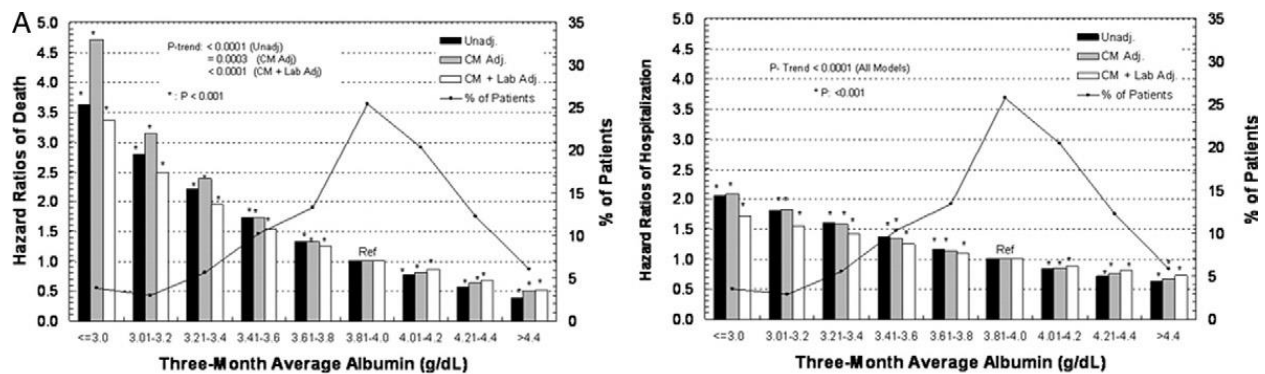 A
Hazard Ratios of Death
5.0
4.5
4.0
3.5
3.0
2.5
2.0
1.5
1.0
0.5
0.0
P-trend: < 0.0001 (Unadj)
= 0.0003 (CM Adj)
< 0.0001 (CM + Lab Adj)
* : P < 0.001
Unadj.
CM Adj.
CM + Lab Adj.
% of Patients
Ref
35
30
25
20
15
10
5
0
% of Patients
<=3.0 3.01-3.2 3.21-3.4 3.41-3.6 3.61-3.8 3.81-4.0 4.01-4.2 4.21-4.4 >4.4
Three-Month Average Albumin (g/dL)
Hazard Ratios of Hospitalization
5.0
4.5
4.0
3.5
3.0
2.5
2.0
1.5
1.0
0.5
0.0
P- Trend < 0.0001 (All Models)
* P: <0.001
Unadj.
CM Adj.
CM + Lab Adj.
% of Patients
Ref
35
30
25
20
15
10
5
0
% of Patients
<=3.0 3.01-3.2 3.21-3.4 3.41-3.6 3.61-3.8 3.81-4.0 4.01-4.2 4.21-4.4 >4.4
Three-Month Average Albumin (g/dL)